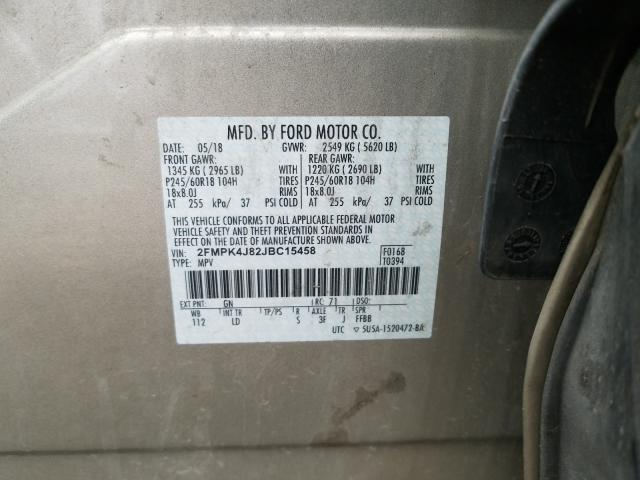 MFD. BY FORD MOTOR CO.
DATE: 05/18 GVWR: 2549 KG ( 5620 LB)
FRONT GAWR: REAR GAWR:
1345 KG ( 2965 LB) WITH 1220 KG ( 2690 LB) WITH
P245/60R18 104H TIRES P245/60R18 104H TIRES
18x8.0J 18x8.0J
AT 255 kPa/ 37 PSI COLD AT 255 kPa/ 37 PSI COLD
THIS VEHICLE CONFORMS TO ALL APPLICABLE FEDERAL MOTOR
VEHICLE SAFETY AND THEFT PREVENTION STANDARDS IN
EFFECT ON THE DATE OF MANUFACTURE SHOWN ABOVE.
VIN: 2FMPK4J82JBC15458 F0168
TYPE: MPV T0394
EXT PNT: GN RC: 71 DSO:
WB INT TR TP/PS R AXLE TR SPR
112 LD S 3F J FFBB
UTC ▽ 5U5A-1520472-BA